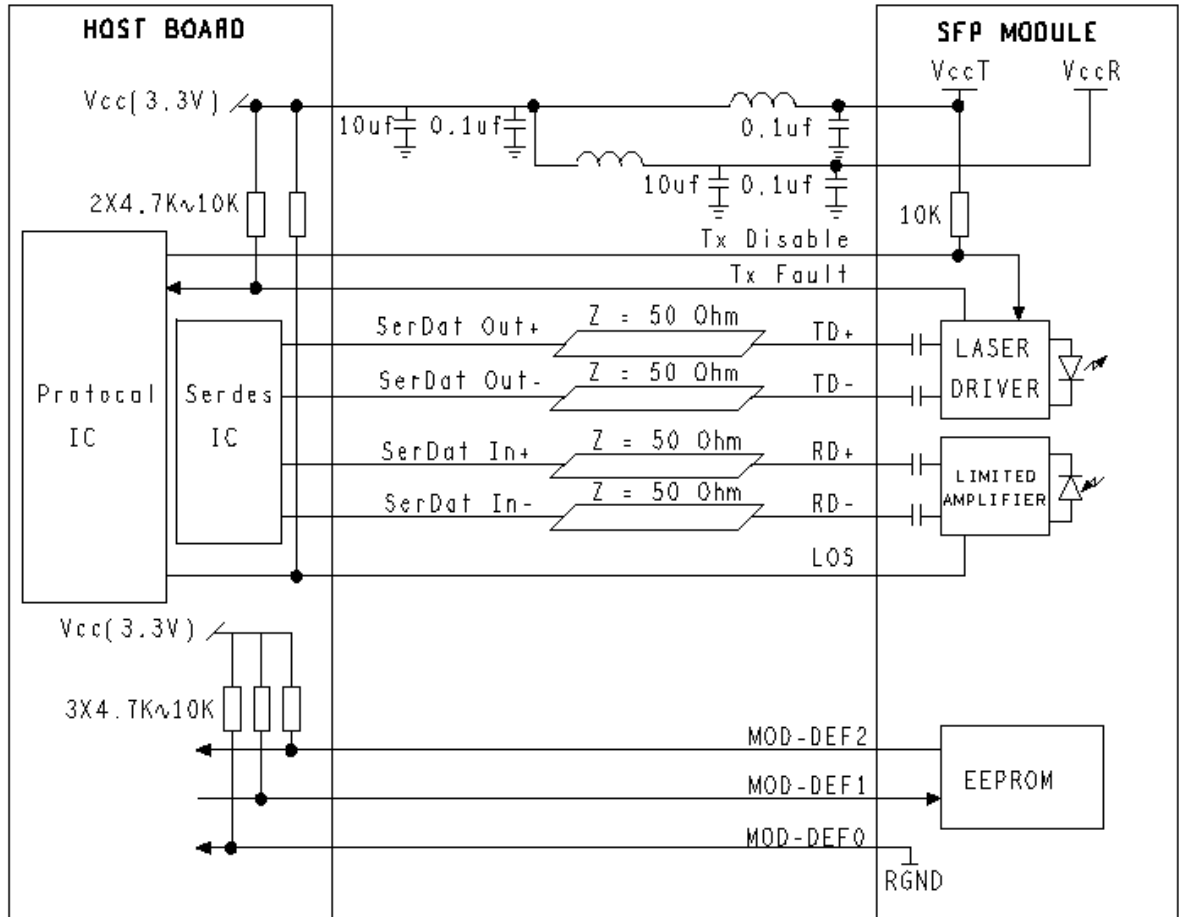 HOST BOARD
SFP MODULE
VccT
VccR
Vcc(3.3V)
10uf
0.1uf
0.1uf
10uf
0.1uf
2X4.7K∿10K
10K
Tx Disable
Tx Fault
Protocal
IC
Serdes
IC
SerDat Out+
Z = 50 Ohm
TD+
SerDat Out-
Z = 50 Ohm
TD-
LASER
DRIVER
SerDat In+
Z = 50 Ohm
RD+
SerDat In-
Z = 50 Ohm
RD-
LIMITED
AMPLIFIER
LOS
Vcc(3.3V)
3X4.7K∿10K
MOD-DEF2
MOD-DEF1
MOD-DEF0
EEPROM
RGND